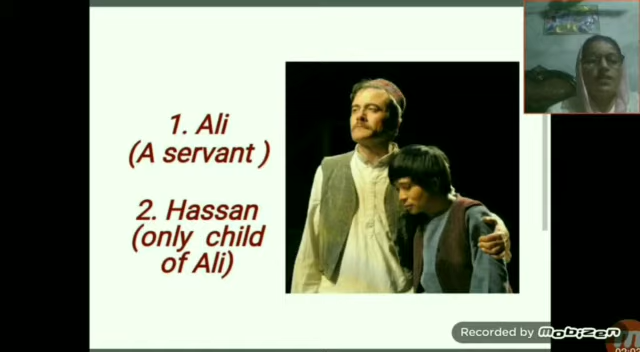 1. Ali
(A servant )
2. Hassan
(only child
of Ali)
Recorded by mobizen